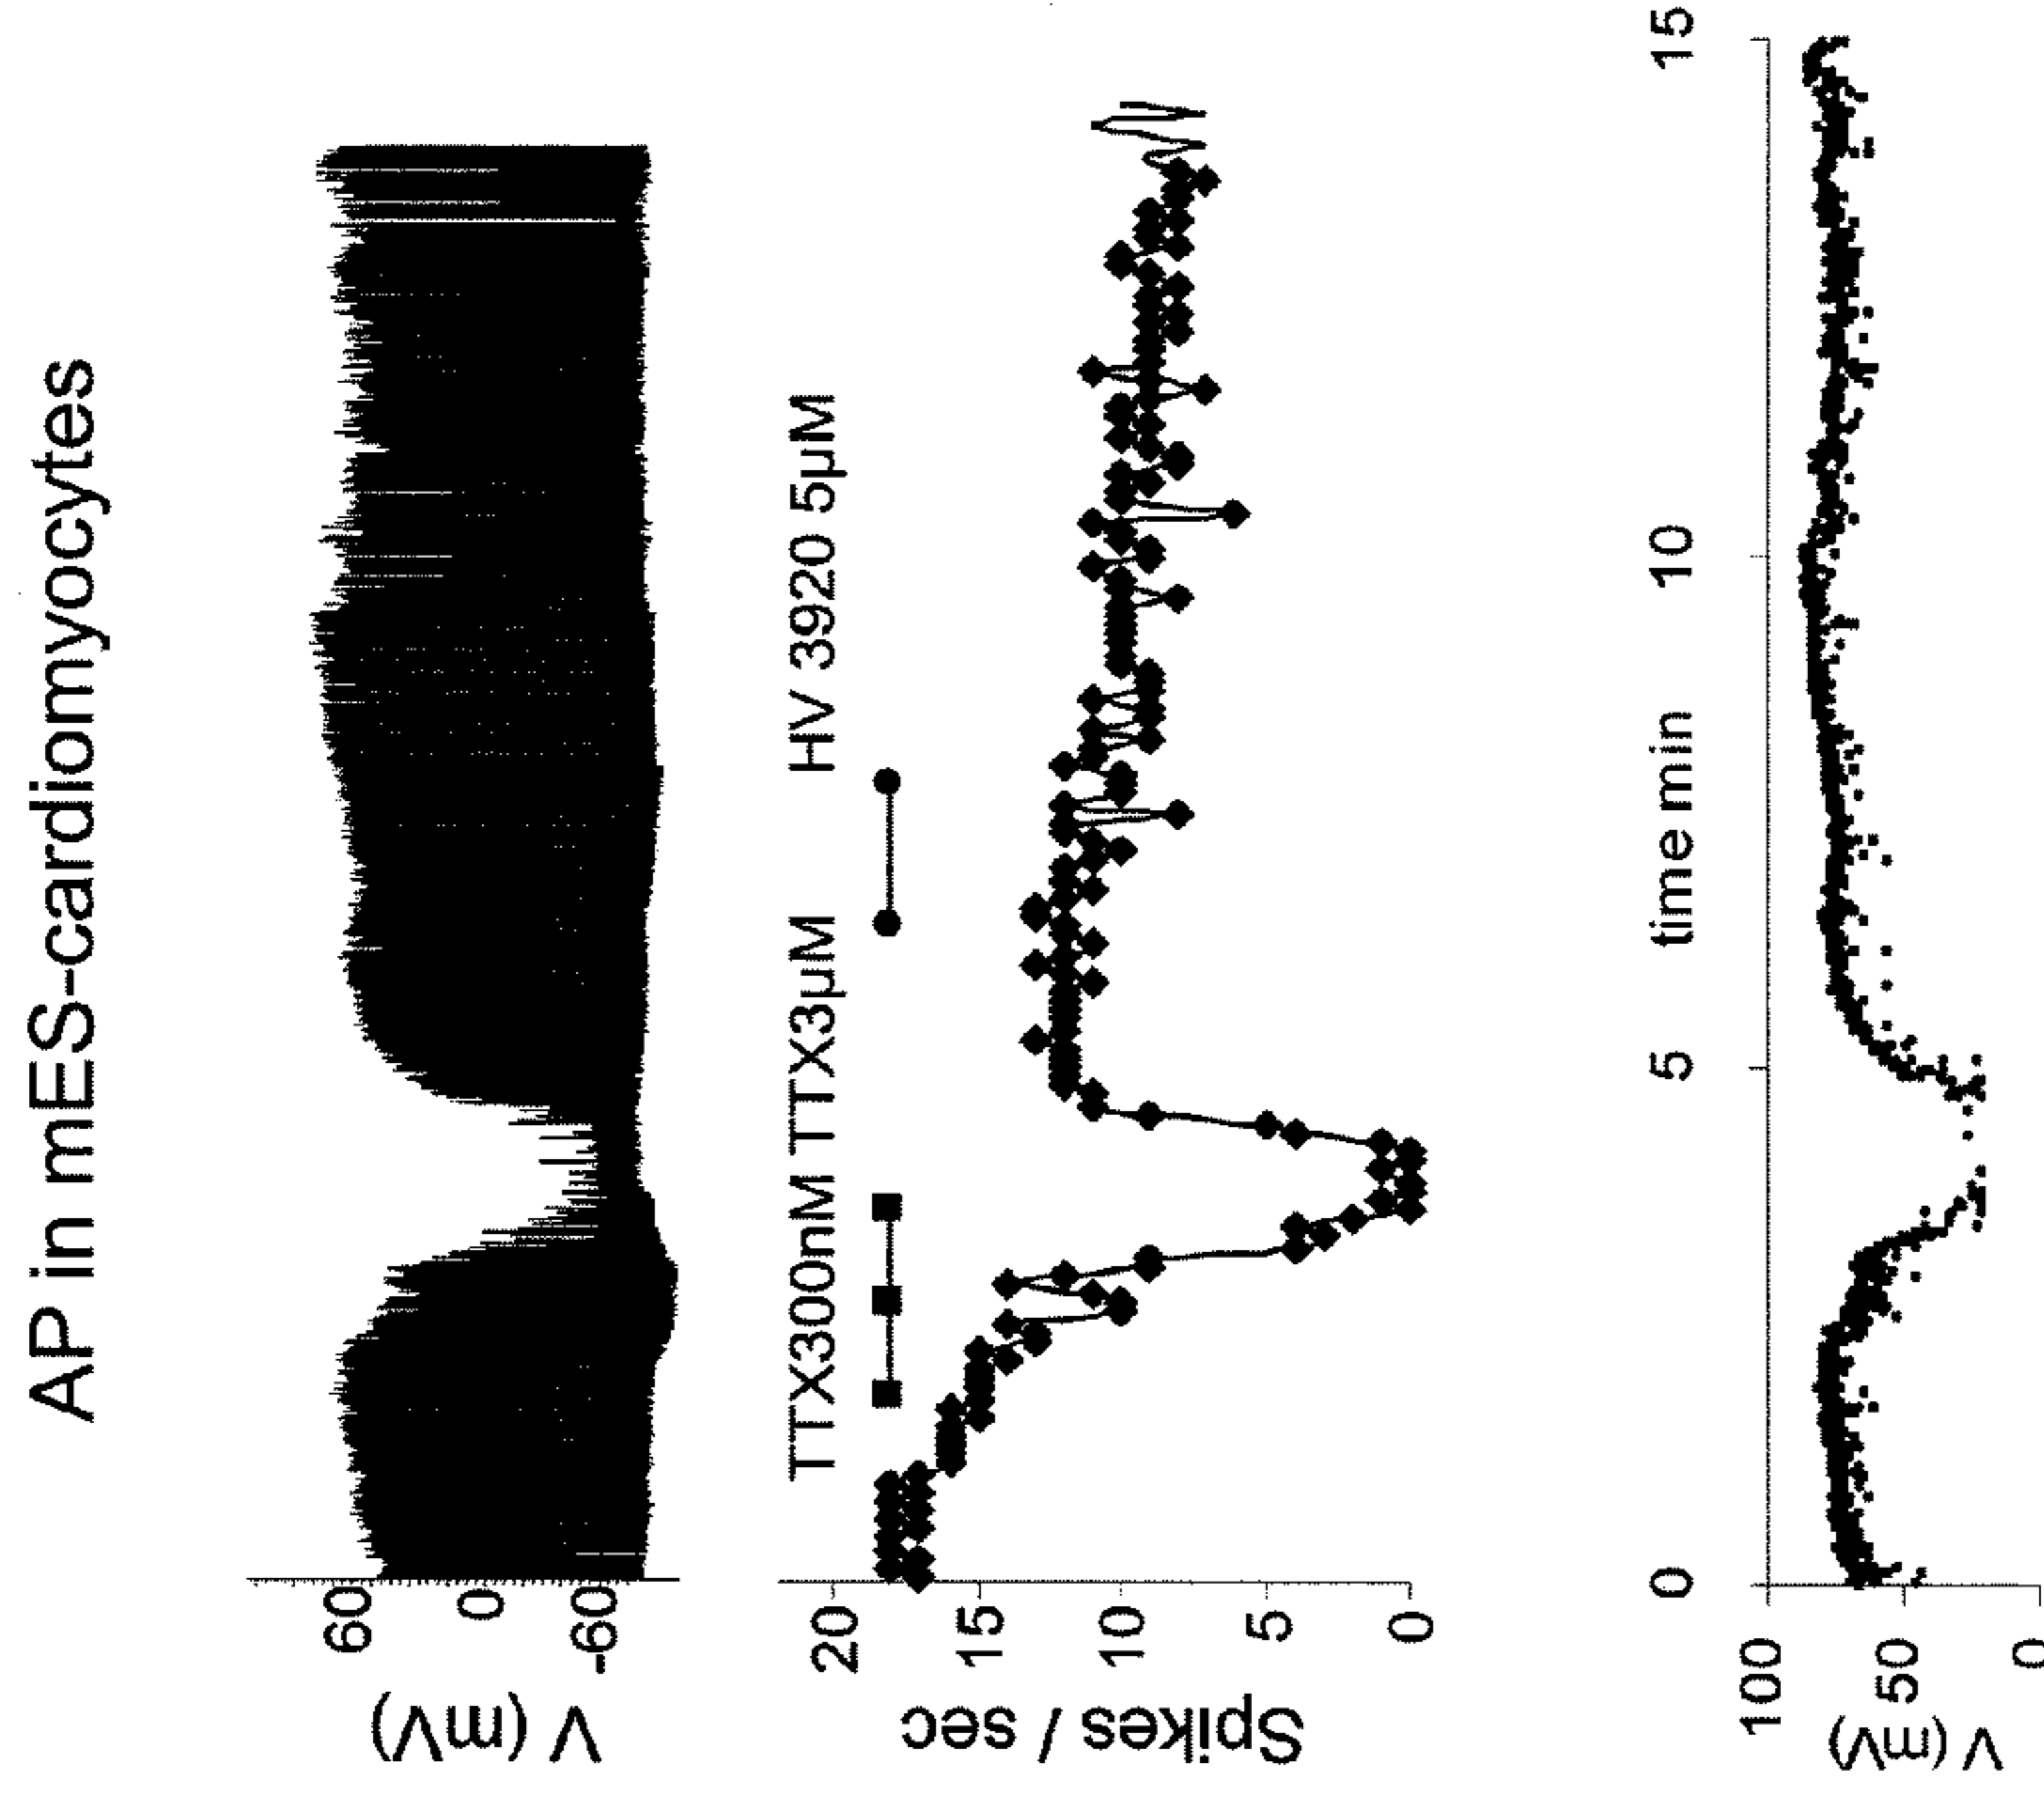 AP in mES-cardiomyocytes
V (mV)
60
0
-60
TTX300nM TTX3µM
HV 3920 5µM
Spikes / sec
20
15
10
5
0
0
5
time min
10
15
V (mV)
100
50
0